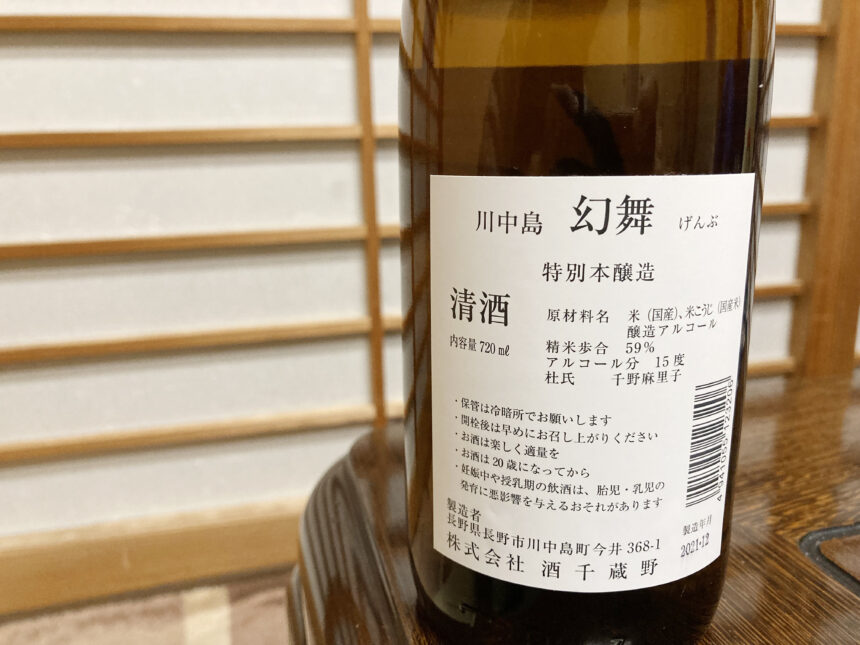 川中島 幻舞 げんぶ
特別本醸造
清酒
内容量 720㎖
原材料名 米(国産)、米こうじ(国産米)
醸造アルコール
精米歩合 59%
アルコール分 15度
杜氏 千野麻里子
・保管は冷暗所でお願いします
・開栓後は早めにお召し上がりください
・お酒は楽しく適量を
・お酒は20歳になってから
・妊娠中や授乳期の飲酒は、胎児・乳児の
発育に悪影響を与えるおそれがあります
製造者
長野県長野市川中島町今井368-1
株式会社 酒千蔵野
製造年月
2021・12